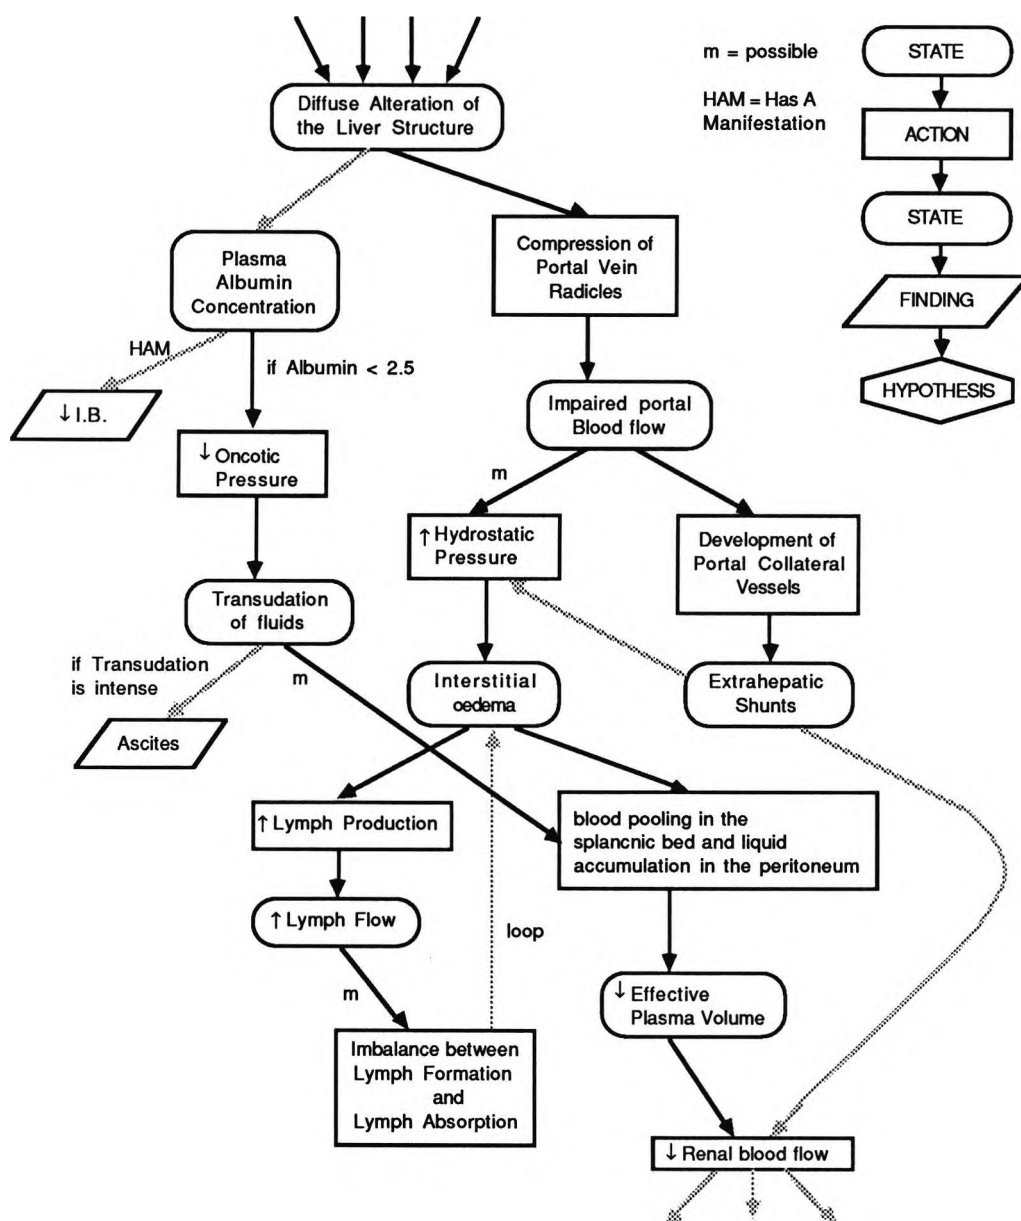 m = possible
HAM = Has A
Manifestation
STATE
ACTION
STATE
FINDING
HYPOTHESIS
Diffuse Alteration of
the Liver Structure
Plasma
Albumin
Concentration
Compression of
Portal Vein
Radicles
HAM
if Albumin < 2.5
↓ I.B.
Impaired portal
Blood flow
↓ Oncotic
Pressure
m
↑ Hydrostatic
Pressure
Development of
Portal Collateral
Vessels
Transudation
of fluids
if Transudation
is intense
m
Interstitial
oedema
Extrahepatic
Shunts
Ascites
↑ Lymph Production
blood pooling in the
splancnic bed and liquid
accumulation in the peritoneum
↑ Lymph Flow
loop
m
↓ Effective
Plasma Volume
Imbalance between
Lymph Formation
and
Lymph Absorption
↓ Renal blood flow